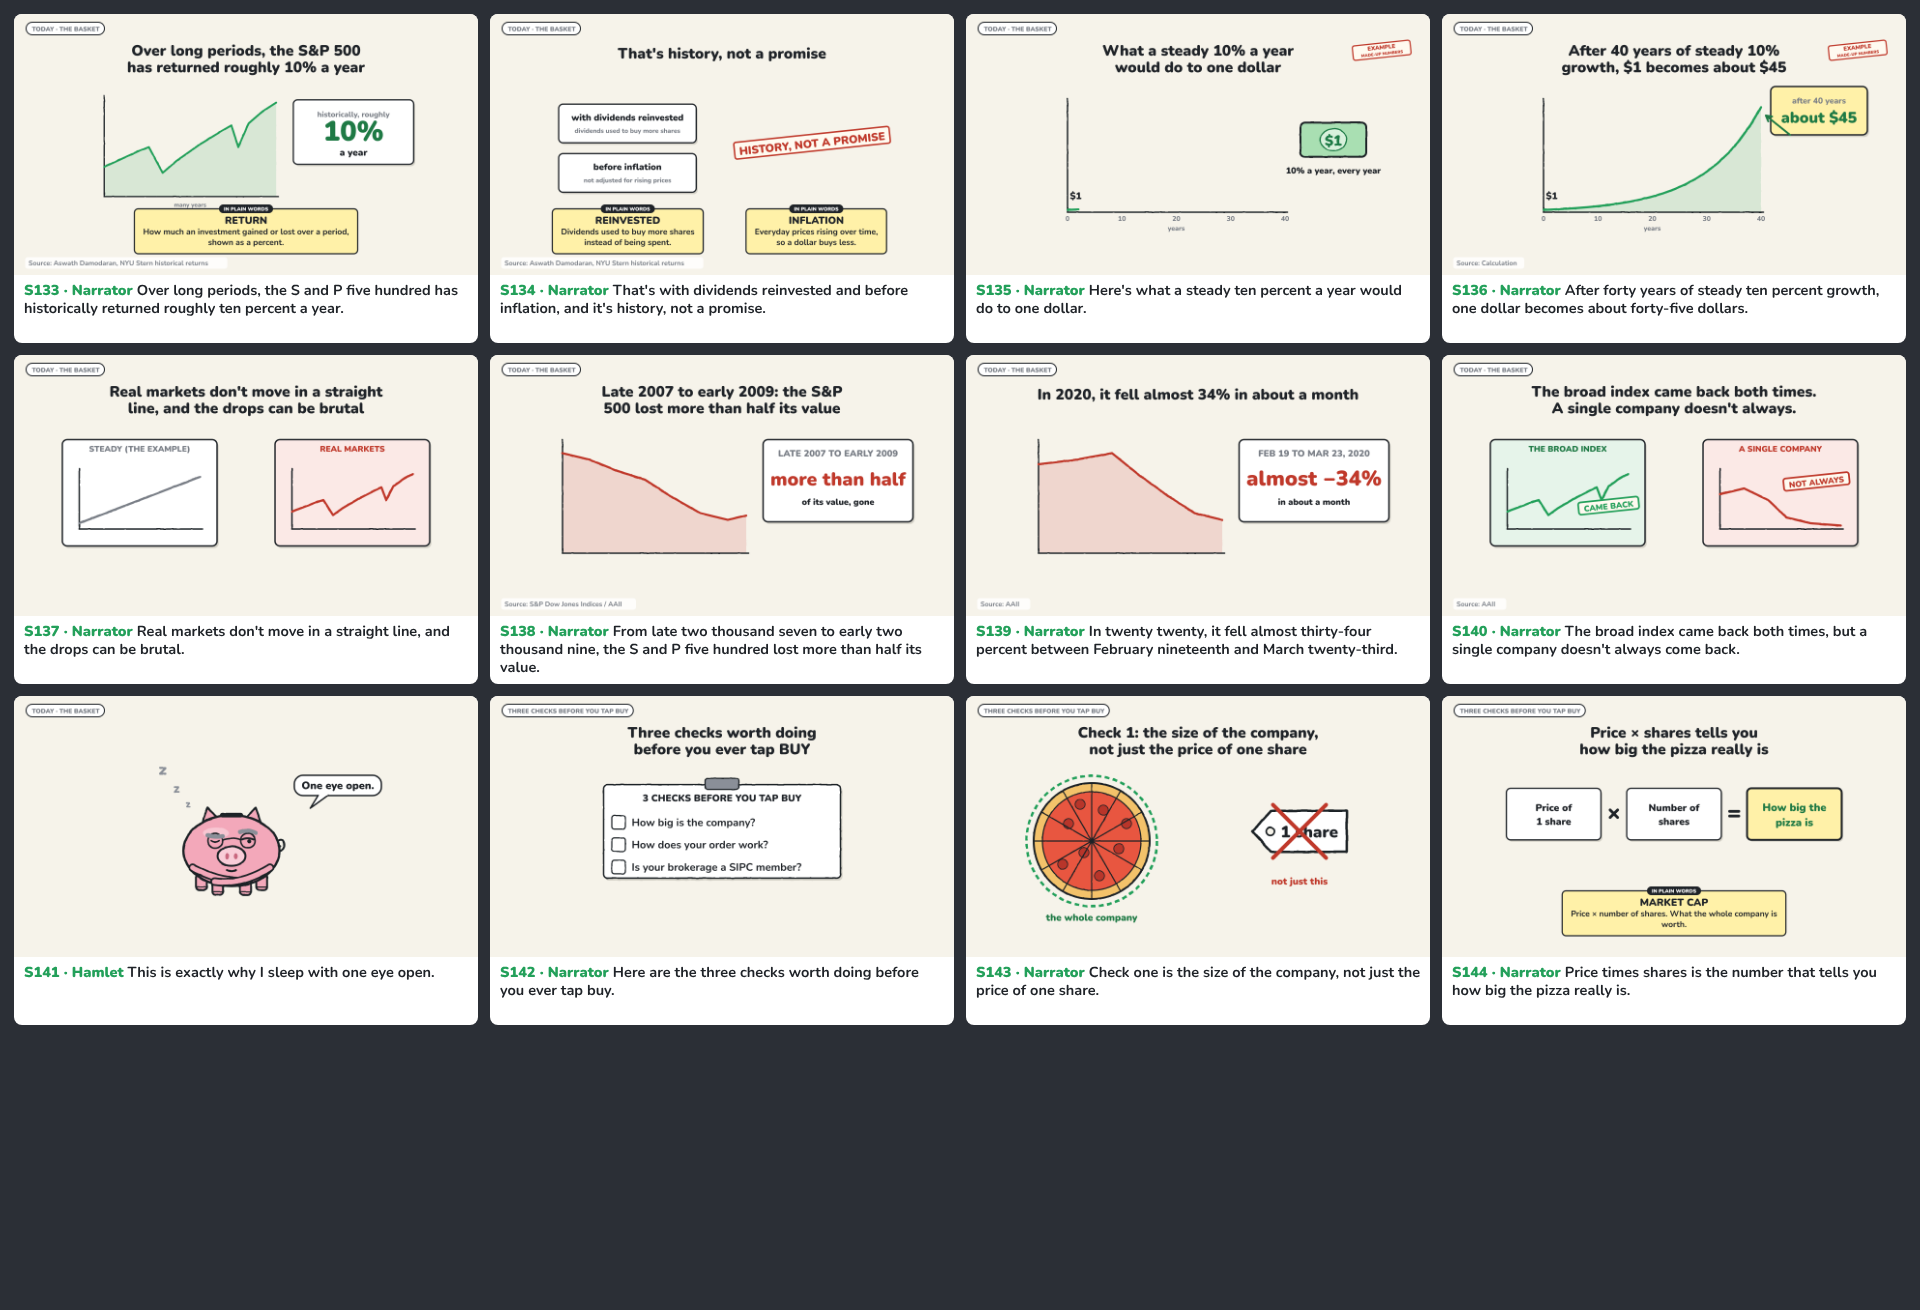 TODAY · THE BASKET
Over long periods, the S&P 500
has returned roughly 10% a year
historically, roughly
10%
a year
many years
IN PLAIN WORDS
RETURN
How much an investment gained or lost over a period,
shown as a percent.
Source: Aswath Damodaran, NYU Stern historical returns
S133 · Narrator Over long periods, the S and P five hundred has
historically returned roughly ten percent a year.
TODAY · THE BASKET
That's history, not a promise
with dividends reinvested
dividends used to buy more shares
before inflation
not adjusted for rising prices
HISTORY, NOT A PROMISE
IN PLAIN WORDS
REINVESTED
Dividends used to buy more shares
instead of being spent.
IN PLAIN WORDS
INFLATION
Everyday prices rising over time,
so a dollar buys less.
Source: Aswath Damodaran, NYU Stern historical returns
S134 · Narrator That's with dividends reinvested and before
inflation, and it's history, not a promise.
TODAY · THE BASKET
What a steady 10% a year
would do to one dollar
EXAMPLE
MADE-UP NUMBERS
$1
10% a year, every year
$1
0 10 20 30 40
years
S135 · Narrator Here's what a steady ten percent a year would
do to one dollar.
TODAY · THE BASKET
After 40 years of steady 10%
growth, $1 becomes about $45
EXAMPLE
MADE-UP NUMBERS
after 40 years
about $45
$1
0 10 20 30 40
years
Source: Calculation
S136 · Narrator After forty years of steady ten percent growth,
one dollar becomes about forty-five dollars.
TODAY · THE BASKET
Real markets don't move in a straight
line, and the drops can be brutal
STEADY (THE EXAMPLE)
REAL MARKETS
S137 · Narrator Real markets don't move in a straight line, and
the drops can be brutal.
TODAY · THE BASKET
Late 2007 to early 2009: the S&P
500 lost more than half its value
LATE 2007 TO EARLY 2009
more than half
of its value, gone
Source: S&P Dow Jones Indices / AAII
S138 · Narrator From late two thousand seven to early two
thousand nine, the S and P five hundred lost more than half its
value.
TODAY · THE BASKET
In 2020, it fell almost 34% in about a month
FEB 19 TO MAR 23, 2020
almost −34%
in about a month
Source: AAII
S139 · Narrator In twenty twenty, it fell almost thirty-four
percent between February nineteenth and March twenty-third.
TODAY · THE BASKET
The broad index came back both times.
A single company doesn't always.
THE BROAD INDEX
CAME BACK
A SINGLE COMPANY
NOT ALWAYS
Source: AAII
S140 · Narrator The broad index came back both times, but a
single company doesn't always come back.
TODAY · THE BASKET
z
z
z
One eye open.
S141 · Hamlet This is exactly why I sleep with one eye open.
THREE CHECKS BEFORE YOU TAP BUY
Three checks worth doing
before you ever tap BUY
3 CHECKS BEFORE YOU TAP BUY
How big is the company?
How does your order work?
Is your brokerage a SIPC member?
S142 · Narrator Here are the three checks worth doing before
you ever tap buy.
THREE CHECKS BEFORE YOU TAP BUY
Check 1: the size of the company,
not just the price of one share
1 share
the whole company
not just this
S143 · Narrator Check one is the size of the company, not just the
price of one share.
THREE CHECKS BEFORE YOU TAP BUY
Price × shares tells you
how big the pizza really is
Price of
1 share
×
Number of
shares
=
How big the
pizza is
IN PLAIN WORDS
MARKET CAP
Price × number of shares. What the whole company is
worth.
S144 · Narrator Price times shares is the number that tells you
how big the pizza really is.